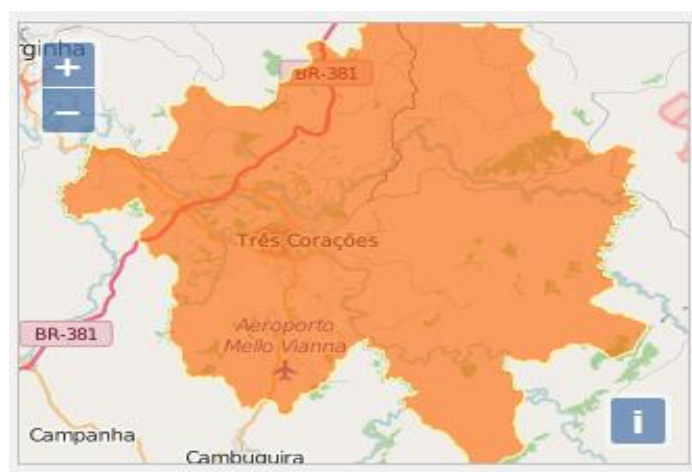 ginha
+
BR-381
−
Três Corações
Aeroporto
Mello Vianna
BR-381
i
Campanha
Cambuquira